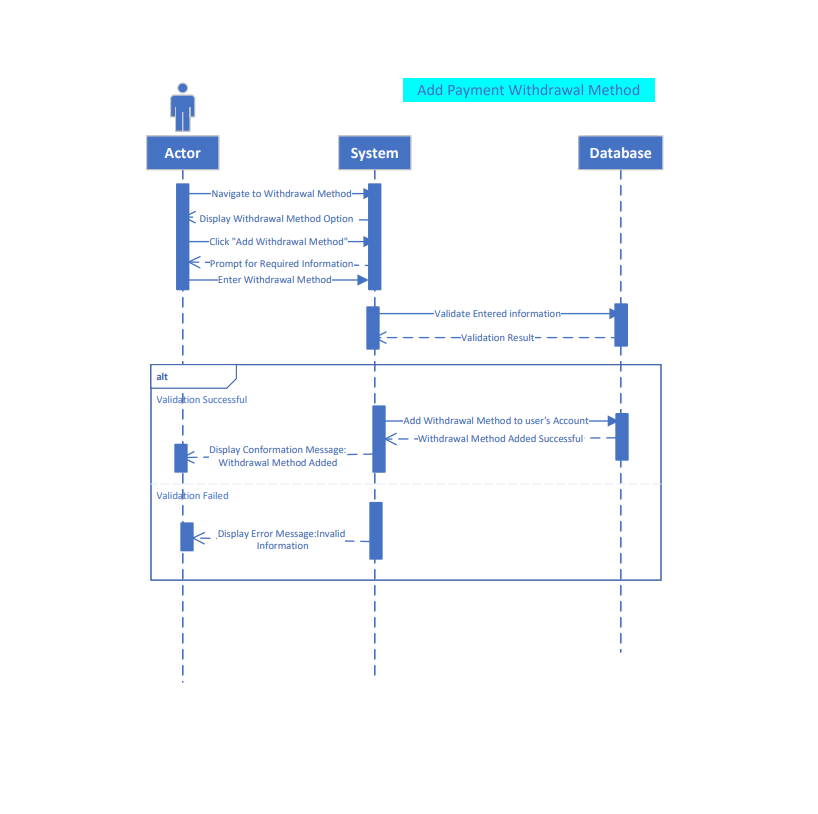 Add Payment Withdrawal Method
Actor
System
Database
Navigate to Withdrawal Method
Display Withdrawal Method Option
Click "Add Withdrawal Method"
Prompt for Required Information
Enter Withdrawal Method
Validate Entered information
Validation Result
alt
Validation Successful
Add Withdrawal Method to user's Account
Withdrawal Method Added Successful
Display Conformation Message:
Withdrawal Method Added
Validation Failed
Display Error Message:Invalid
Information